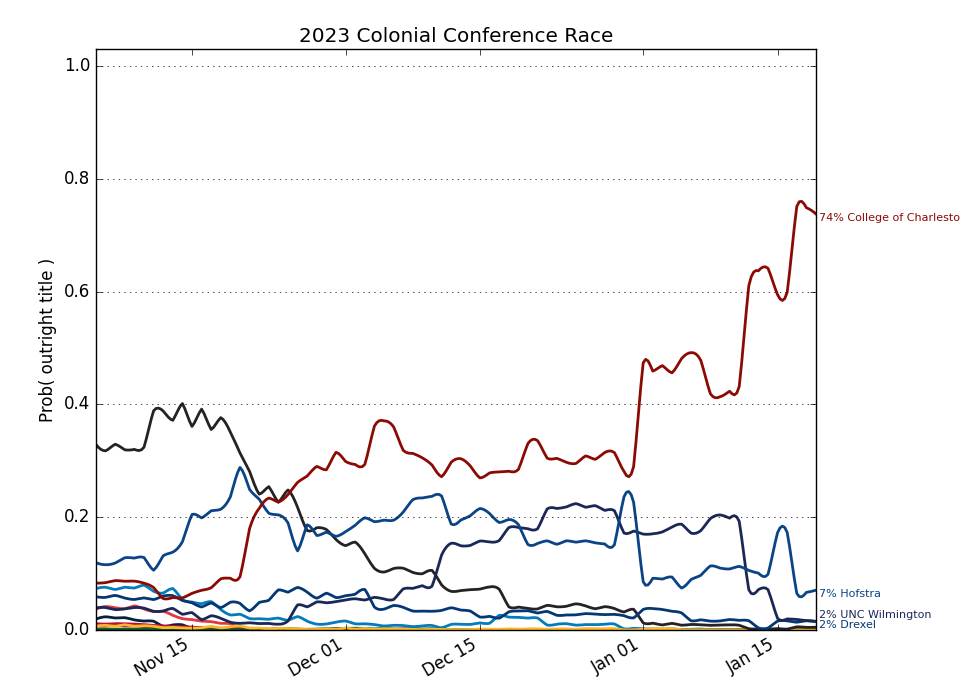 2023 Colonial Conference Race
1.0
0.8
0.6
0.4
0.2
0.0
Prob( outright title )
Nov 15
Dec 01
Dec 15
Jan 01
Jan 15
74% College of Charlesto
7% Hofstra
2% UNC Wilmington
2% Drexel